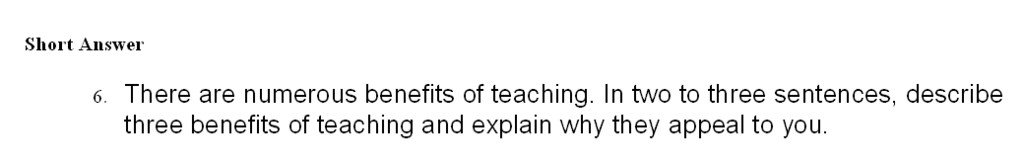 Short Answer
6. There are numerous benefits of teaching. In two to three sentences, describe
three benefits of teaching and explain why they appeal to you.